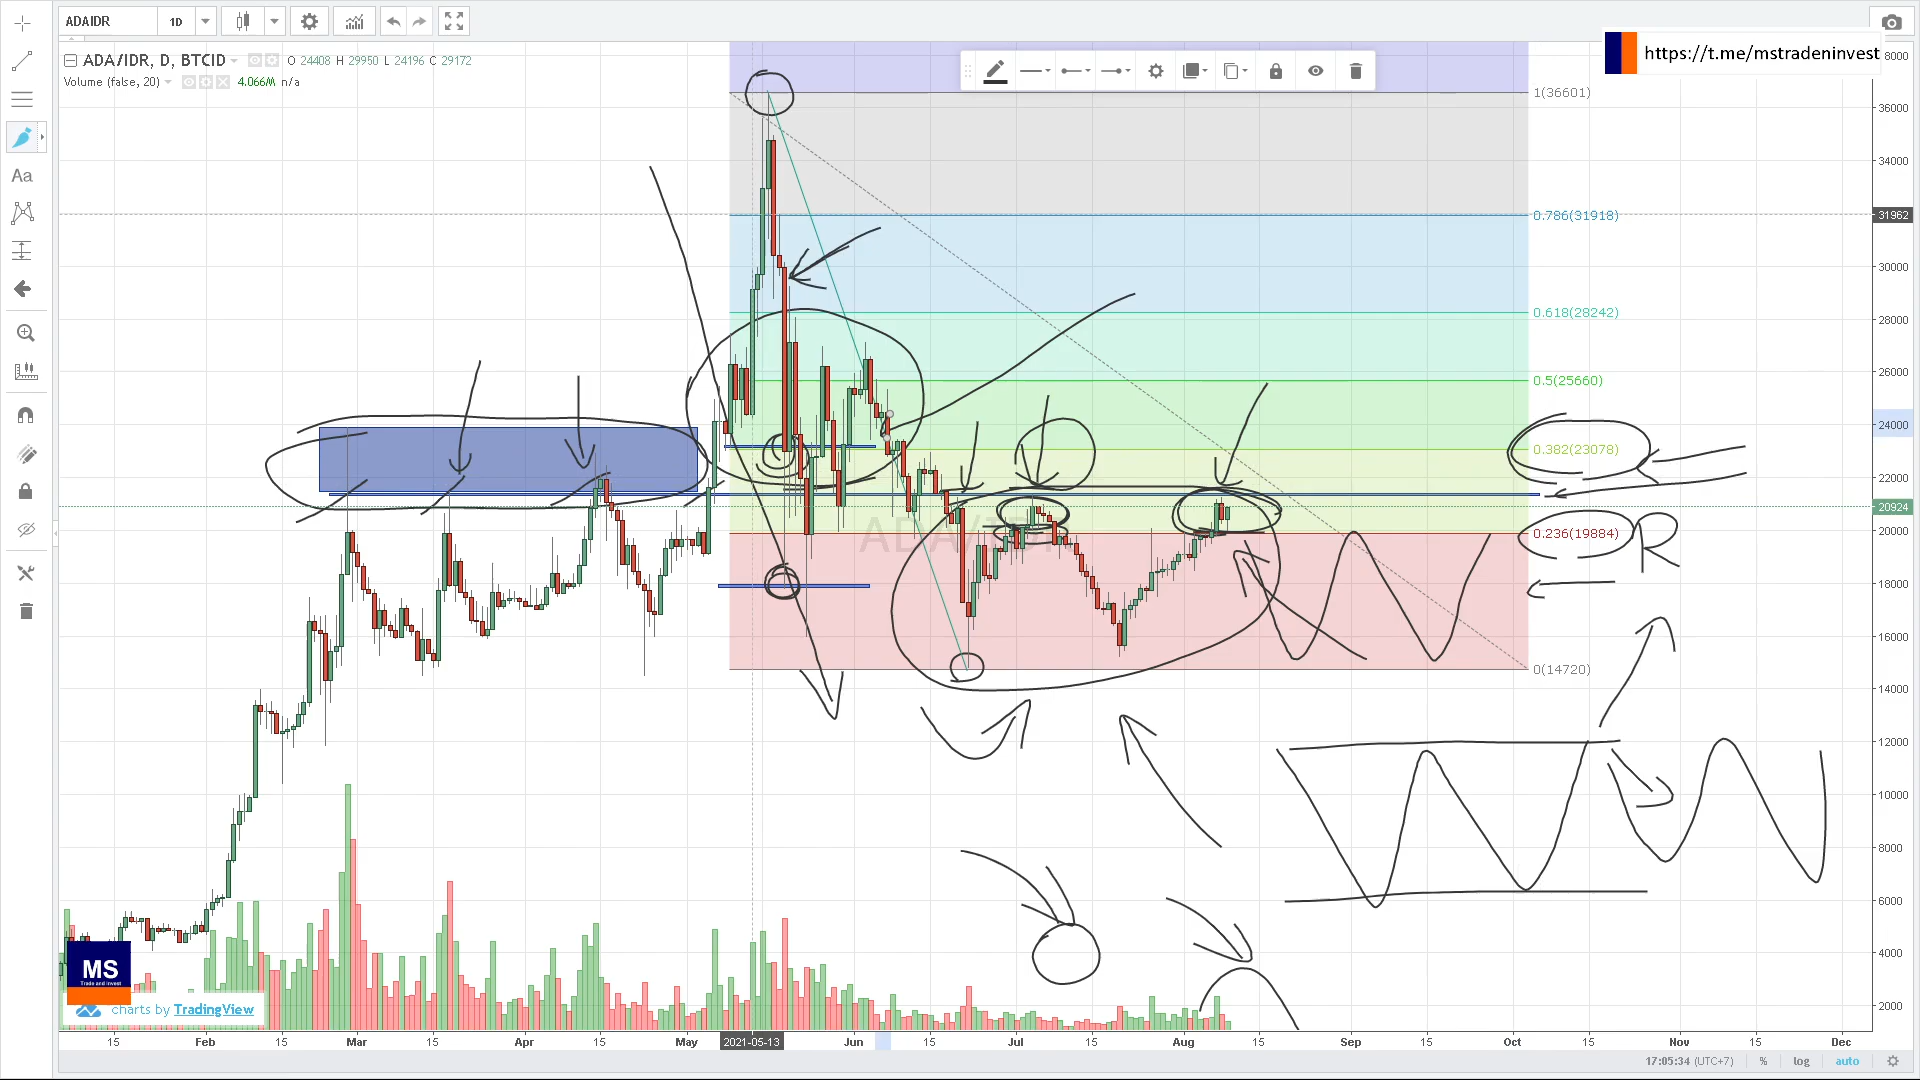 ADAIDR 1D
https://t.me/mstradeninvest
ADA/IDR, D, BTCID O 24408 H 29950 L 24196 C 29172
Volume (false, 20) 4.066M n/a
Aa
1(36601)
0.786(31918)
0.618(28242)
0.5(25660)
0.382(23078)
0.236(19884) R
0(14720)
ADA/IDR
8000
36000
34000
31962
30000
28000
26000
24000
22000
20924
20000
18000
16000
14000
12000
10000
8000
6000
4000
2000
MS
Trade and invest
charts by TradingView
15 Feb 15 Mar 15 Apr 15 May 2021-05-13 Jun 15 Jul 15 Aug 15 Sep 15 Oct 15 Nov 15 Dec
17:05:34 (UTC+7) % log auto